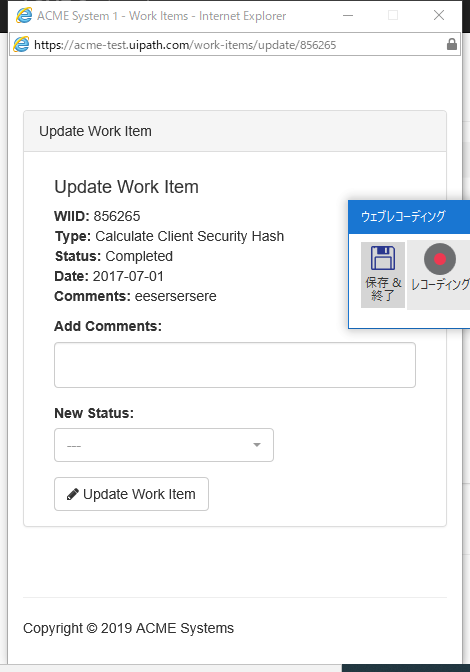 ACME System 1 - Work Items - Internet Explorer
https://acme-test.uipath.com/work-items/update/856265
Update Work Item
Update Work Item
WIID: 856265
Type: Calculate Client Security Hash
Status: Completed
Date: 2017-07-01
Comments: eesersersere
Add Comments:
New Status:
---
Update Work Item
Copyright © 2019 ACME Systems
ウェブレコーディング
保存 &
終了
レコーディング